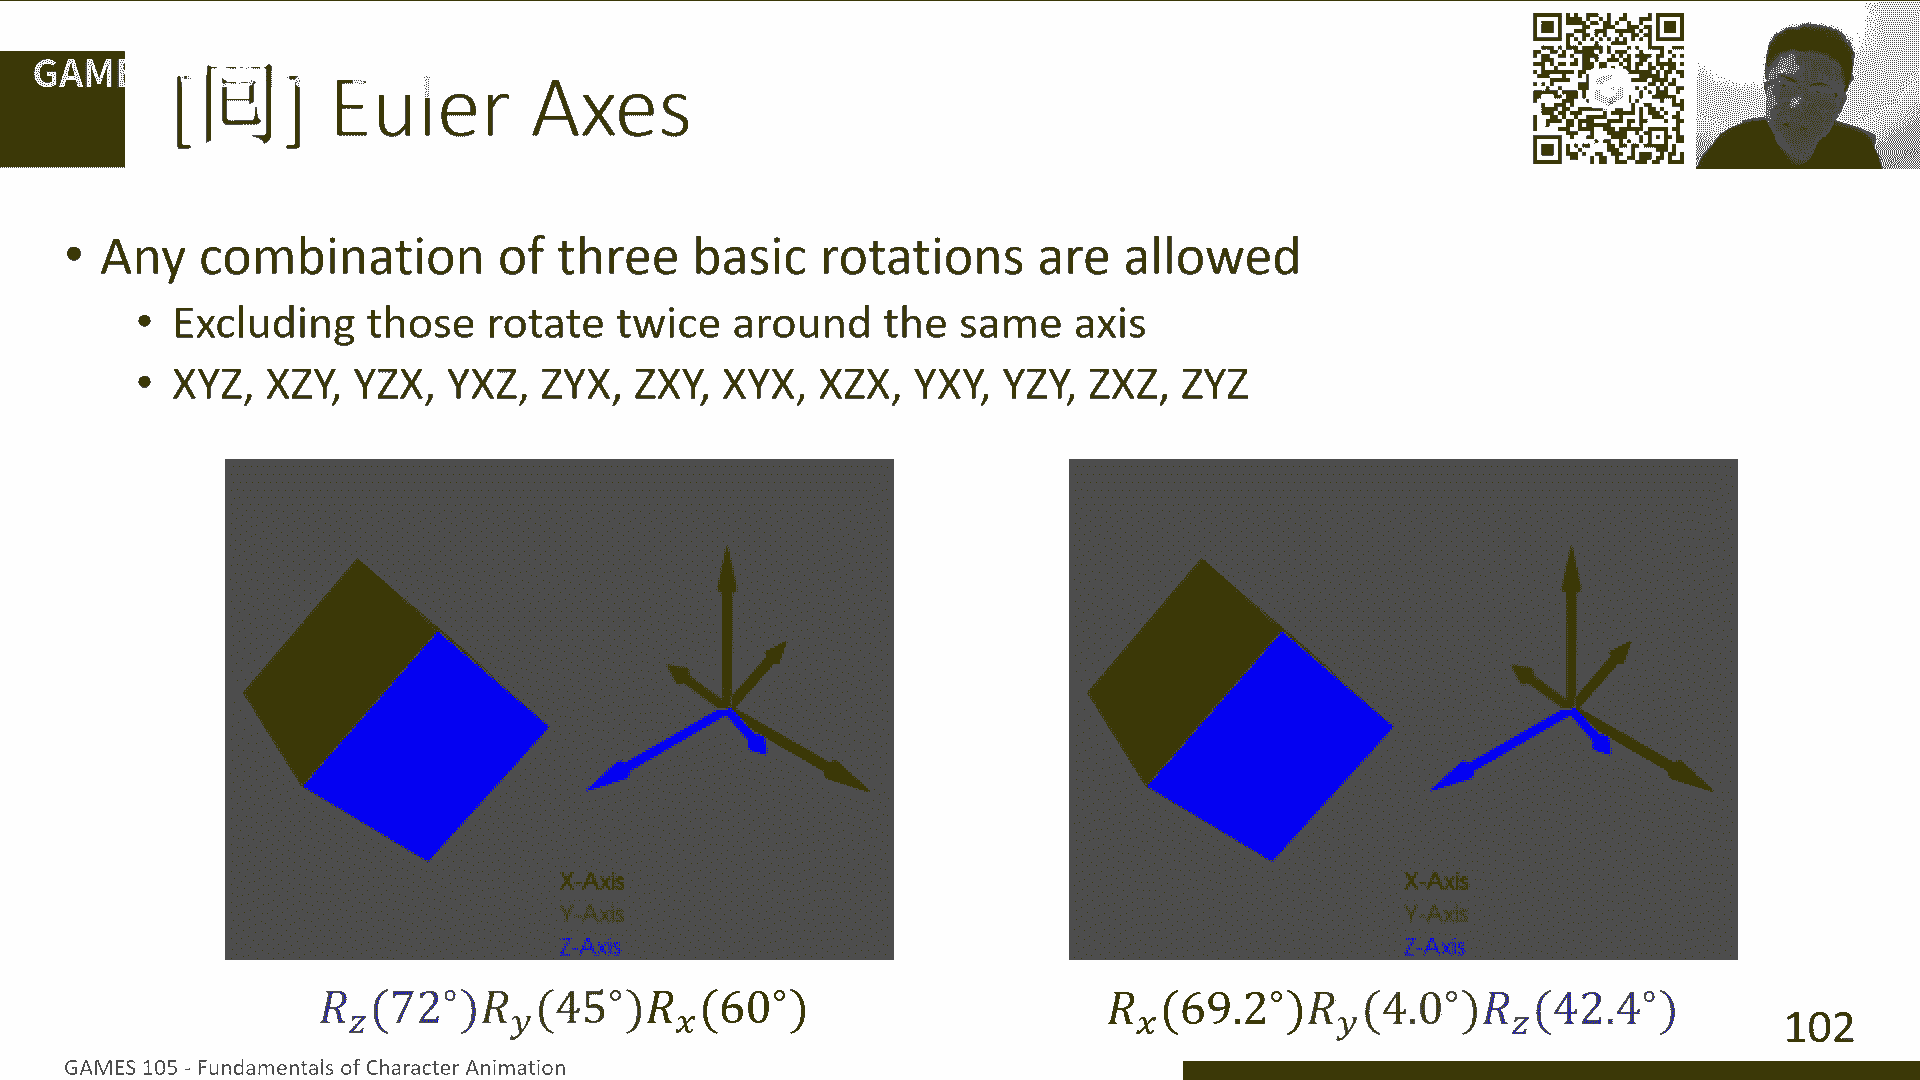 GAME
Euler Axes
• Any combination of three basic rotations are allowed
• Excluding those rotate twice around the same axis
• XYZ, XZY, YZX, YXZ, ZYX, ZXY, XYX, XZX, YXY, YZY, ZXZ, ZYZ
X-Axis
Y-Axis
Z-Axis
X-Axis
Y-Axis
Z-Axis
R_z(72°)R_y(45°)R_x(60°)
R_x(69.2°)R_y(4.0°)R_z(42.4°)
102
GAMES 105 - Fundamentals of Character Animation